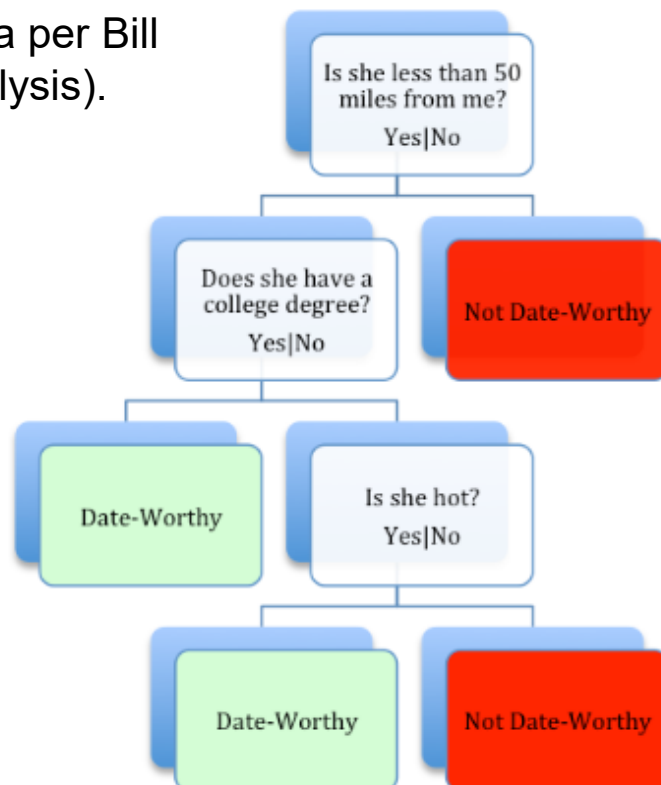 a per Bill
lysis).
Is she less than 50
miles from me?
Yes|No
Does she have a
college degree?
Yes|No
Not Date-Worthy
Date-Worthy
Is she hot?
Yes|No
Date-Worthy
Not Date-Worthy